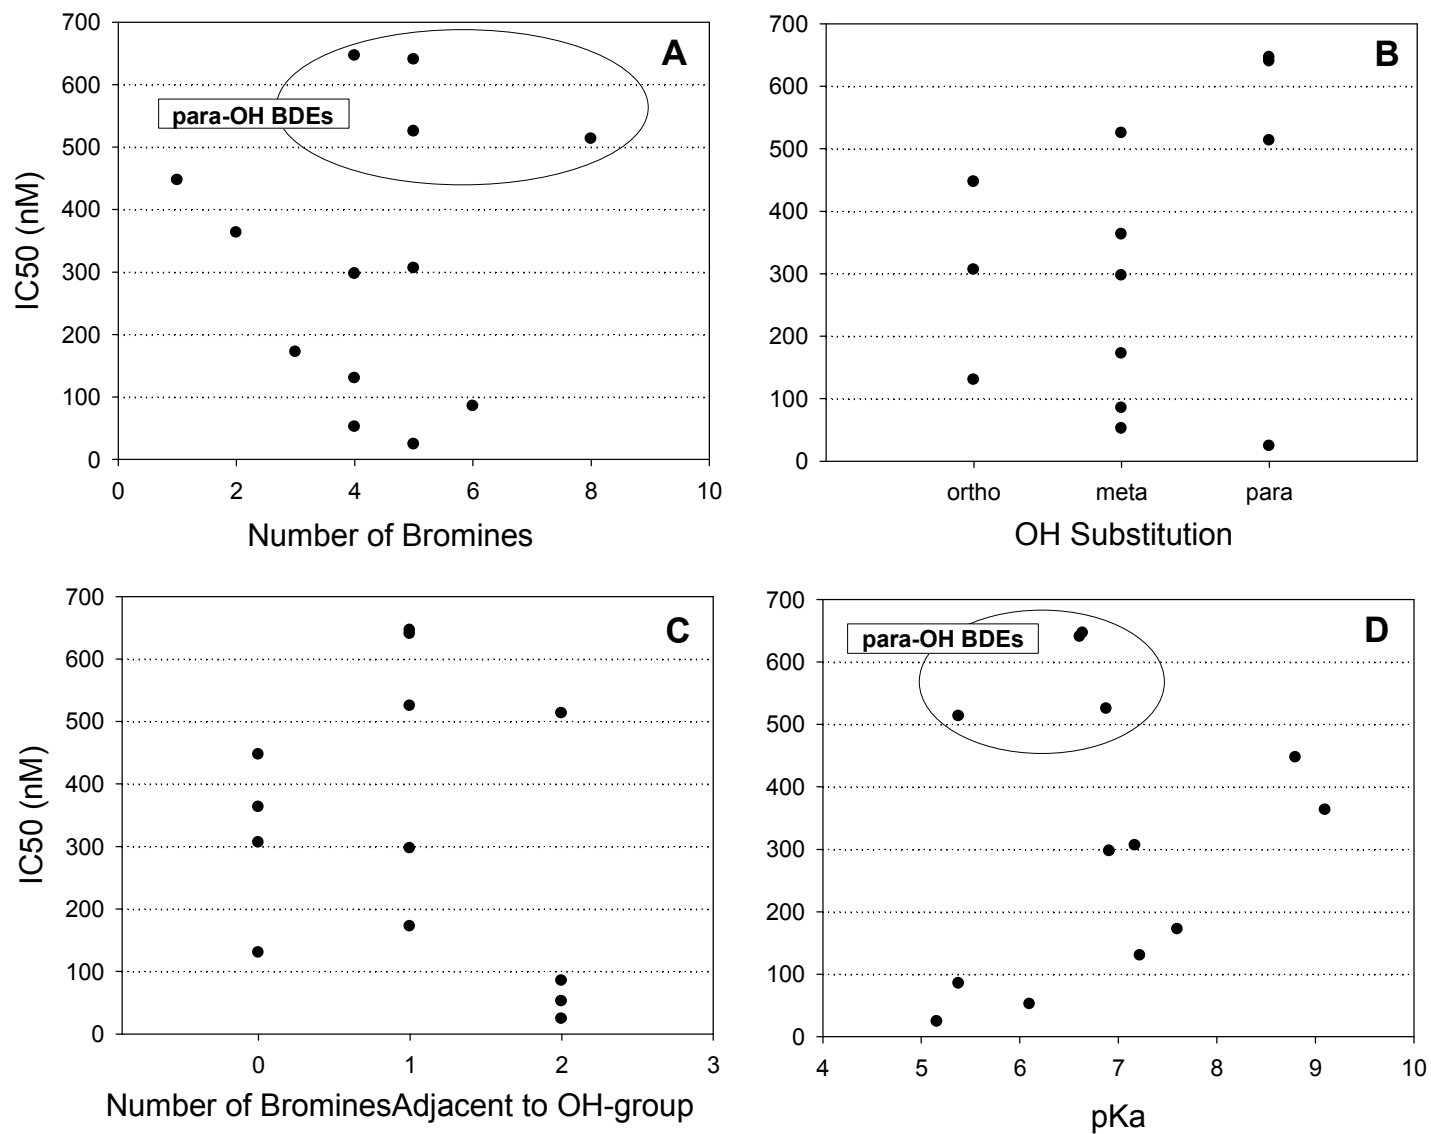 A
700
600
500
400
300
200
100
0
IC50 (nM)
para-OH BDEs
0 2 4 6 8 10
Number of Bromines
B
700
600
500
400
300
200
100
0
ortho meta para
OH Substitution
C
700
600
500
400
300
200
100
0
IC50 (nM)
0 1 2 3
Number of BrominesAdjacent to OH-group
D
700
600
500
400
300
200
100
0
para-OH BDEs
4 5 6 7 8 9 10
pKa